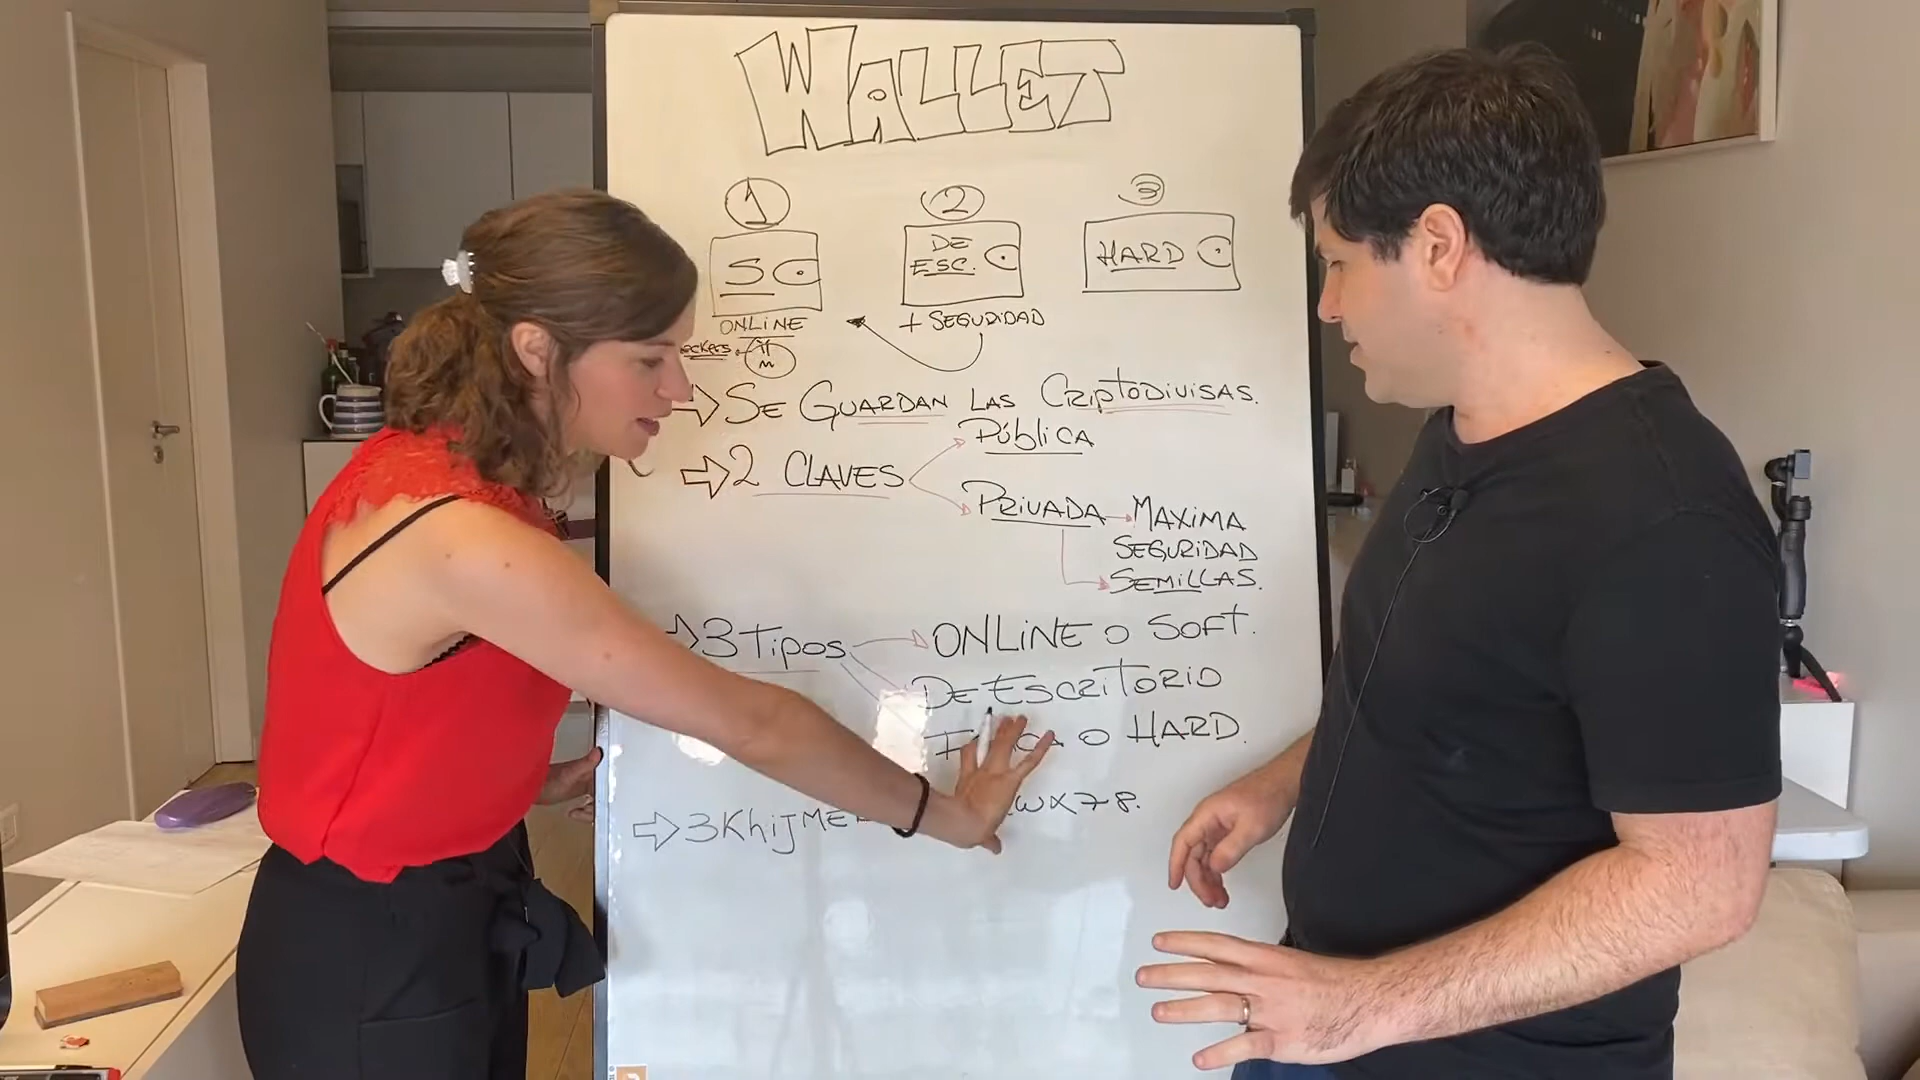 WALLET
1 2 3
S DE ESC. HARD
ONLINE + SEGURIDAD
SE GUARDAN LAS CRIPTODIVISAS.
PÚBLICA
2 CLAVES
PRIVADA MAXIMA
SEGURIDAD
SEMILLAS.
3 TIPOS ONLINE O SOFT.
DE ESCRITORIO
O HARD.
3KhijME WX78.